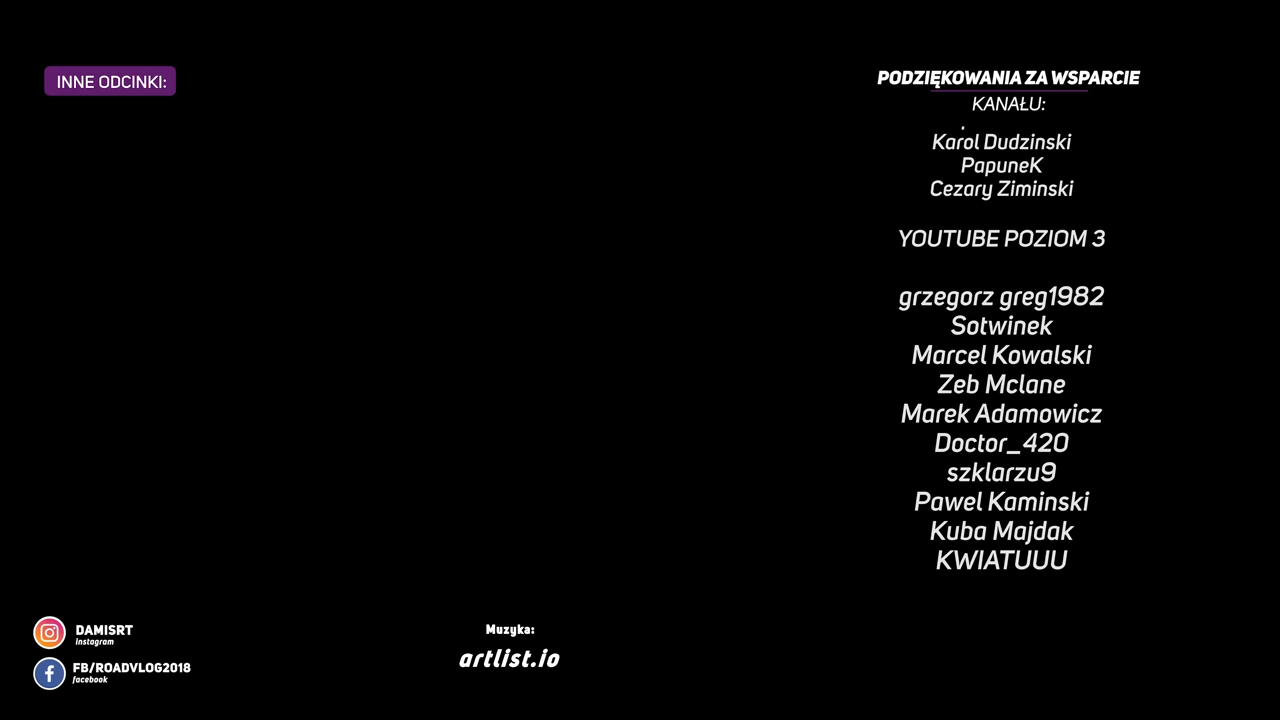 INNE ODCINKI:
PODZIĘKOWANIA ZA WSPARCIE
KANAŁU:
Karol Dudzinski
PapuneK
Cezary Ziminski
YOUTUBE POZIOM 3
grzegorz greg1982
Sotwinek
Marcel Kowalski
Zeb Mclane
Marek Adamowicz
Doctor_420
szklarzu9
Pawel Kaminski
Kuba Majdak
KWIATUUU
DAMISRT
Instagram
FB/ROADVLOG2018
facebook
Muzyka:
artlist.io